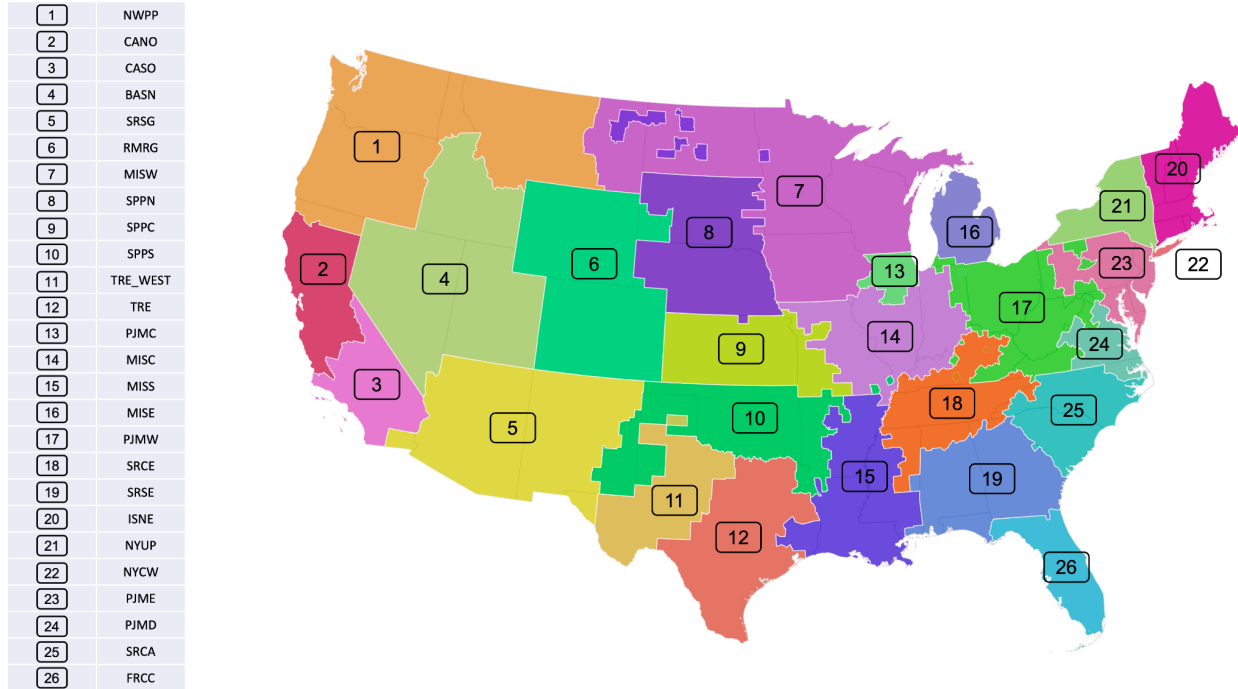 1 NWPP
2 CANO
3 CASO
4 BASN
5 SRSG
6 RMRG
7 MISW
8 SPPN
9 SPPC
10 SPPS
11 TRE_WEST
12 TRE
13 PJMC
14 MISC
15 MISS
16 MISE
17 PJMW
18 SRCE
19 SRSE
20 ISNE
21 NYUP
22 NYCW
23 PJME
24 PJMD
25 SRCA
26 FRCC
1
2
3
4
5
6
7
8
9
10
11
12
13
14
15
16
17
18
19
20
21
22
23
24
25
26